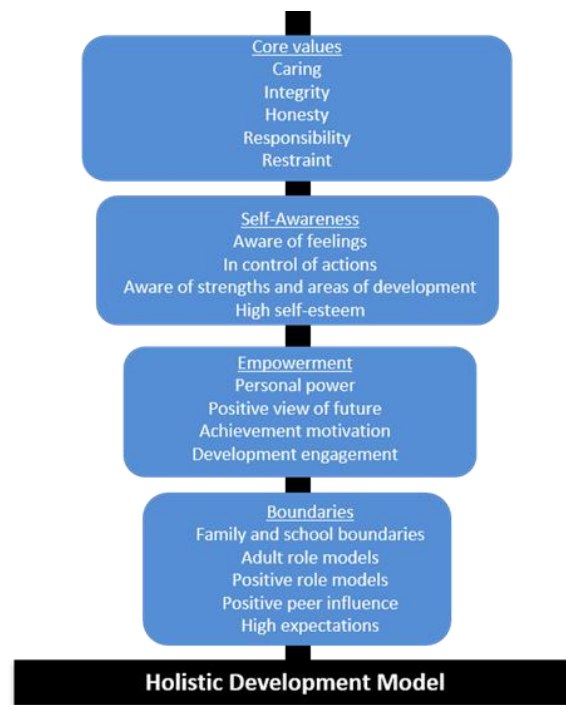 Core values
Caring
Integrity
Honesty
Responsibility
Restraint
Self-Awareness
Aware of feelings
In control of actions
Aware of strengths and areas of development
High self-esteem
Empowerment
Personal power
Positive view of future
Achievement motivation
Development engagement
Boundaries
Family and school boundaries
Adult role models
Positive role models
Positive peer influence
High expectations
Holistic Development Model